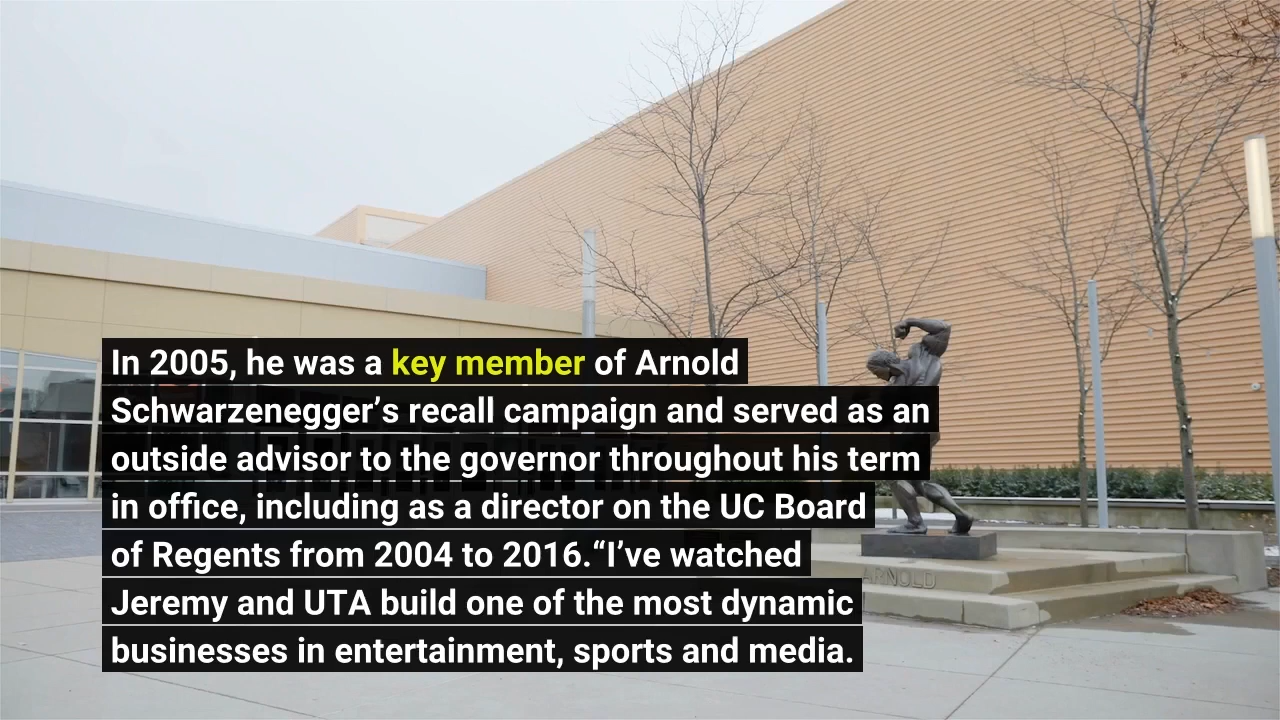 In 2005, he was a key member of Arnold
Schwarzenegger’s recall campaign and served as an
outside advisor to the governor throughout his term
in office, including as a director on the UC Board
of Regents from 2004 to 2016.“I’ve watched
Jeremy and UTA build one of the most dynamic
businesses in entertainment, sports and media.
ARNOLD